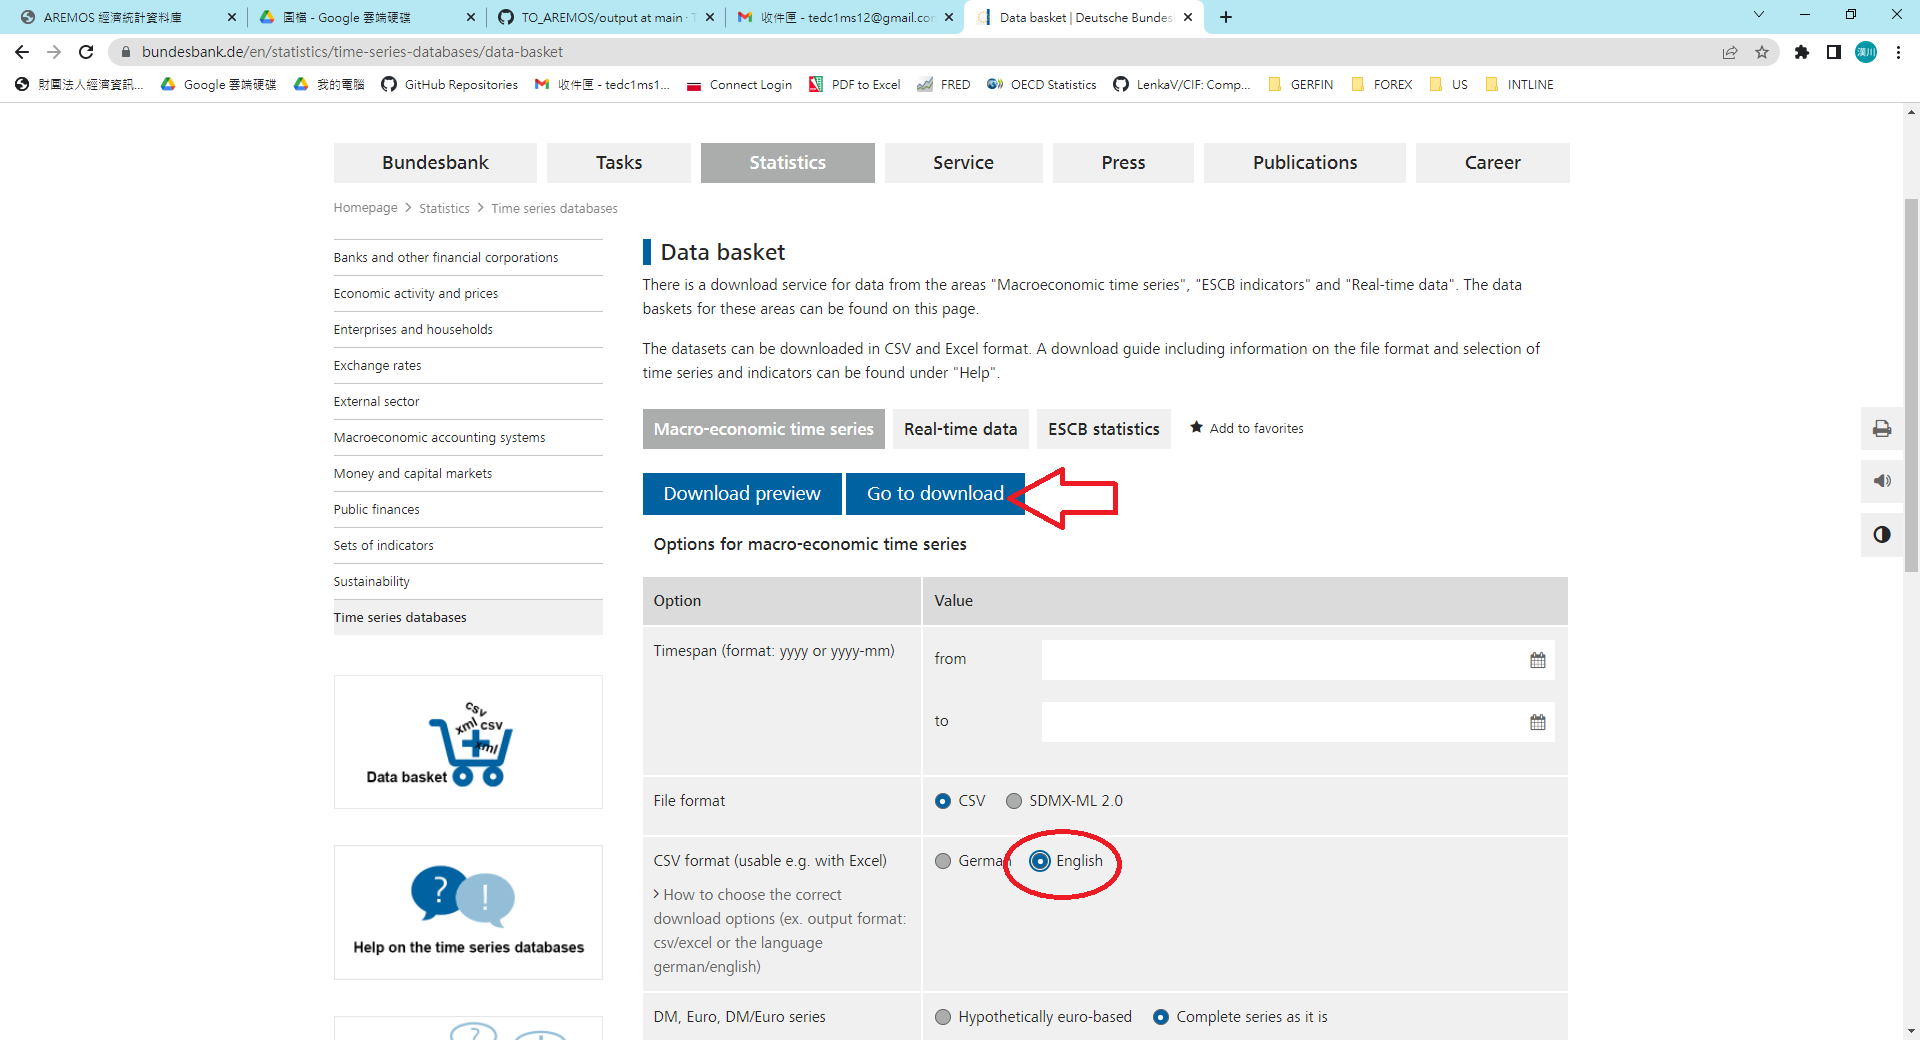 AREMOS 經濟統計資料庫
圖檔 - Google 雲端硬碟
TO_AREMOS/output at main · T
收件匣 - tedc1ms12@gmail.com
Data basket | Deutsche Bundes
bundesbank.de/en/statistics/time-series-databases/data-basket
漢川
財團法人經濟資訊...
Google 雲端硬碟
我的電腦
GitHub Repositories
收件匣 - tedc1ms1...
Connect Login
PDF to Excel
FRED
OECD Statistics
LenkaV/CIF: Comp...
GERFIN
FOREX
US
INTLINE
Bundesbank
Tasks
Statistics
Service
Press
Publications
Career
Homepage > Statistics > Time series databases
Banks and other financial corporations
Economic activity and prices
Enterprises and households
Exchange rates
External sector
Macroeconomic accounting systems
Money and capital markets
Public finances
Sets of indicators
Sustainability
Time series databases
csv
xml csv
xml
Data basket
? !
Help on the time series databases
?
Data basket
There is a download service for data from the areas "Macroeconomic time series", "ESCB indicators" and "Real-time data". The data
baskets for these areas can be found on this page.
The datasets can be downloaded in CSV and Excel format. A download guide including information on the file format and selection of
time series and indicators can be found under "Help".
Macro-economic time series
Real-time data
ESCB statistics
Add to favorites
Download preview
Go to download
Options for macro-economic time series
Option
Value
Timespan (format: yyyy or yyyy-mm)
from
to
File format
CSV
SDMX-ML 2.0
CSV format (usable e.g. with Excel)
German
English
> How to choose the correct
download options (ex. output format:
csv/excel or the language
german/english)
DM, Euro, DM/Euro series
Hypothetically euro-based
Complete series as it is